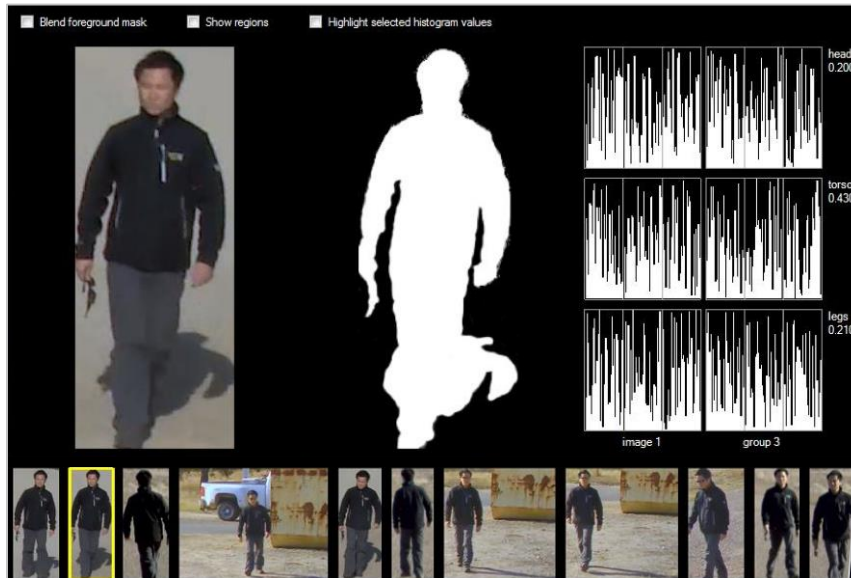 Blend foreground mask
Show regions
Highlight selected histogram values
head
0.200
torso
0.430
legs
0.210
image 1
group 3